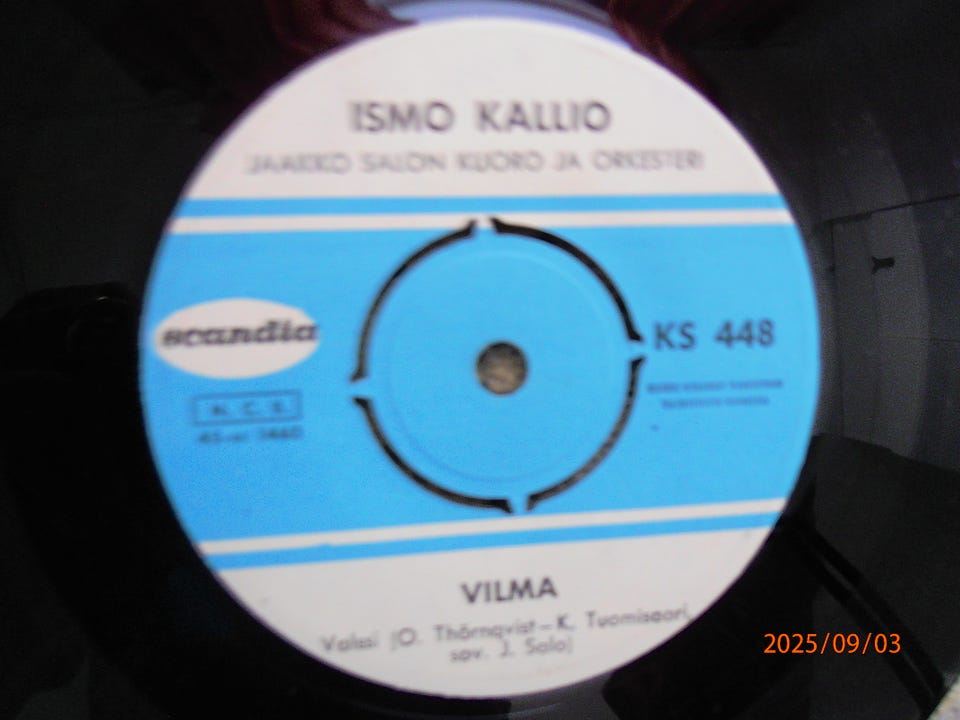 ISMO KALLIO
JAAKKO SALON KUORO JA ORKESTERI
scandia
KS 448
N. C. B.
VILMA
Valssi (O. Thörnqvist – K. Tuomisaari,
sov. J. Salo)
2025/09/03